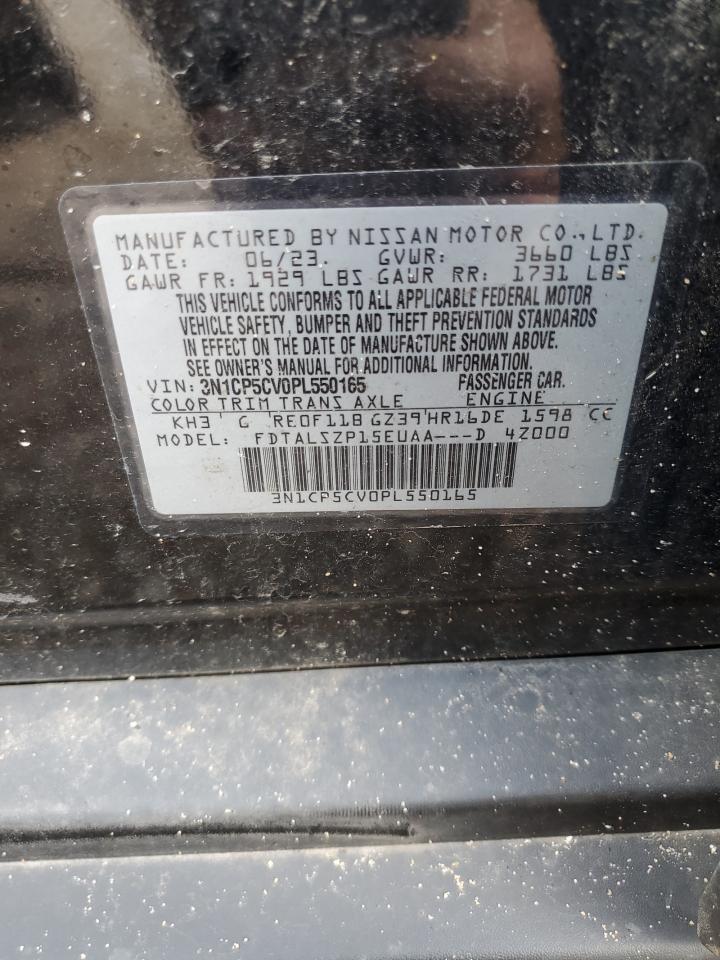 MANUFACTURED BY NISSAN MOTOR CO., LTD.
DATE: 06/23. GVWR: 3660 LBS
GAWR FR: 1929 LBS GAWR RR: 1731 LBS
THIS VEHICLE CONFORMS TO ALL APPLICABLE FEDERAL MOTOR
VEHICLE SAFETY, BUMPER AND THEFT PREVENTION STANDARDS
IN EFFECT ON THE DATE OF MANUFACTURE SHOWN ABOVE.
SEE OWNER'S MANUAL FOR ADDITIONAL INFORMATION.
VIN: 3N1CP5CV0PL550165 PASSENGER CAR.
COLOR TRIM TRANS AXLE ENGINE
KH3 G RE0F11B GZ39 HR16DE 1598 CC
MODEL: FDTALSZP15EUAA---D 4Z000
3N1CP5CV0PL550165